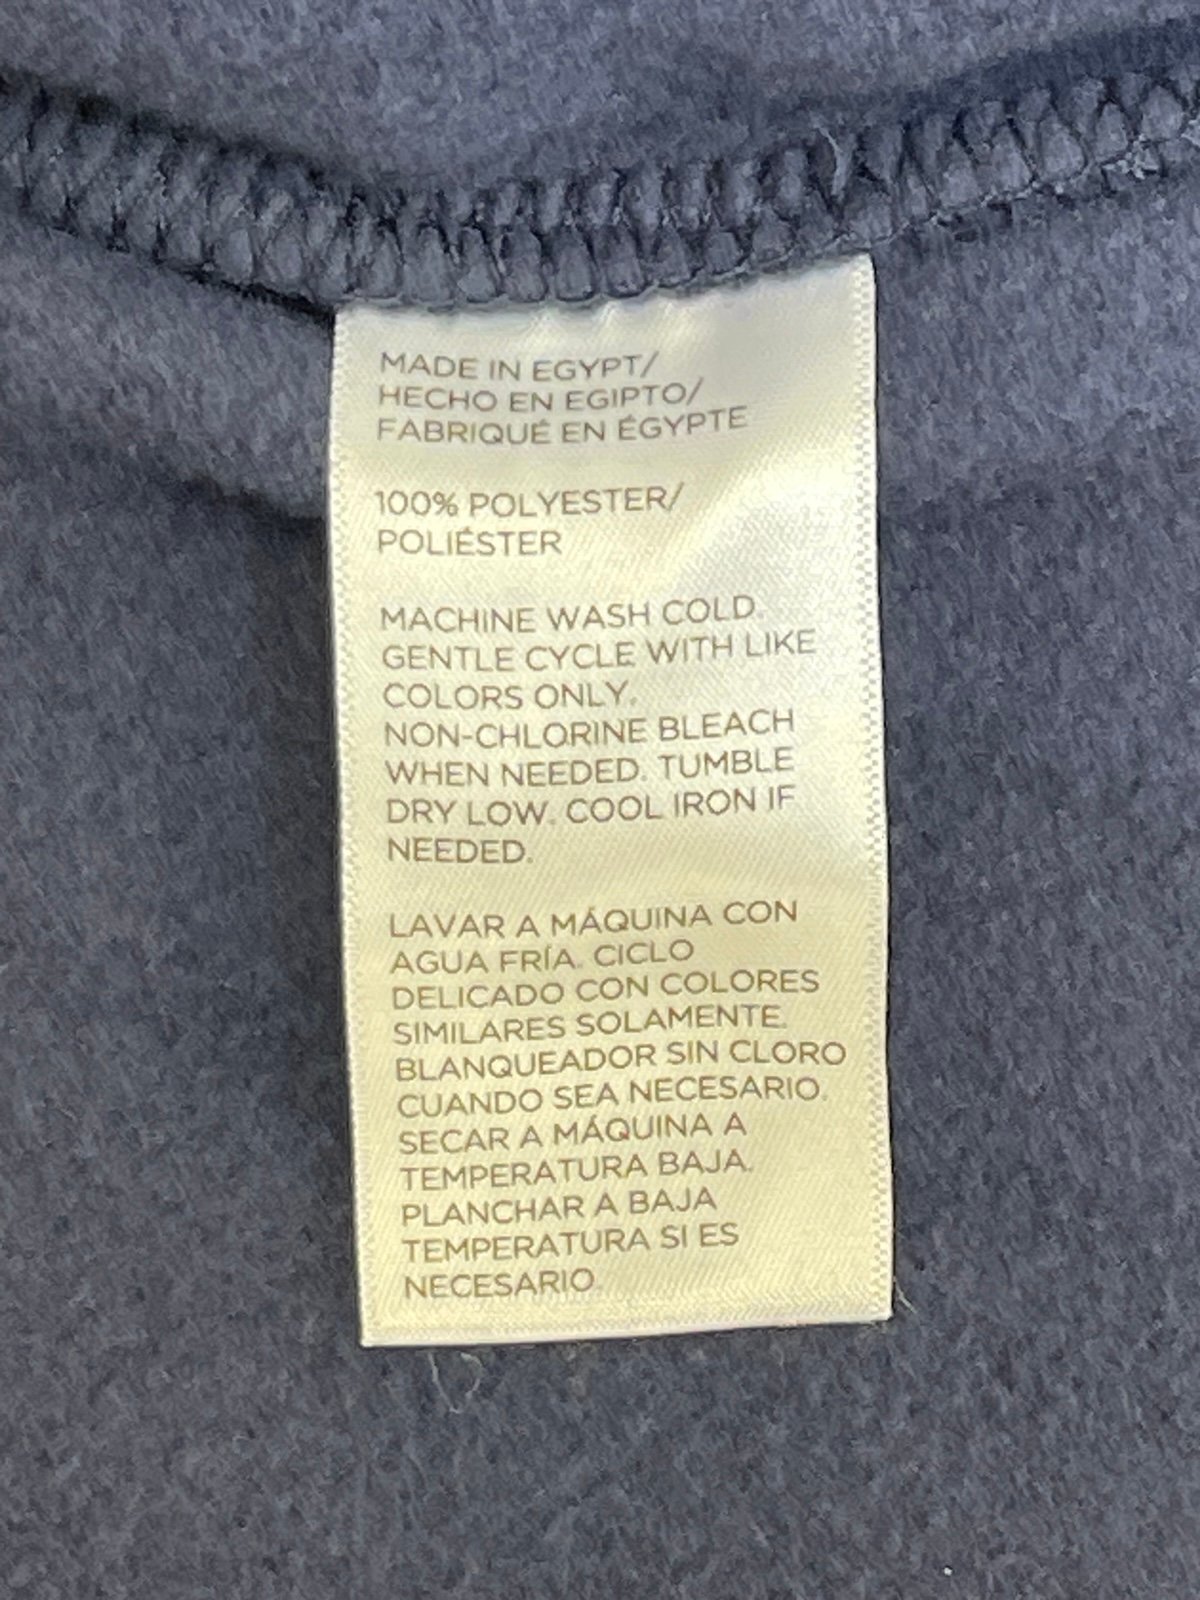 MADE IN EGYPT/
HECHO EN EGIPTO/
FABRIQUÉ EN ÉGYPTE
100% POLYESTER/
POLIÉSTER
MACHINE WASH COLD.
GENTLE CYCLE WITH LIKE
COLORS ONLY.
NON-CHLORINE BLEACH
WHEN NEEDED. TUMBLE
DRY LOW. COOL IRON IF
NEEDED.
LAVAR A MÁQUINA CON
AGUA FRÍA. CICLO
DELICADO CON COLORES
SIMILARES SOLAMENTE.
BLANQUEADOR SIN CLORO
CUANDO SEA NECESARIO.
SECAR A MÁQUINA A
TEMPERATURA BAJA.
PLANCHAR A BAJA
TEMPERATURA SI ES
NECESARIO.